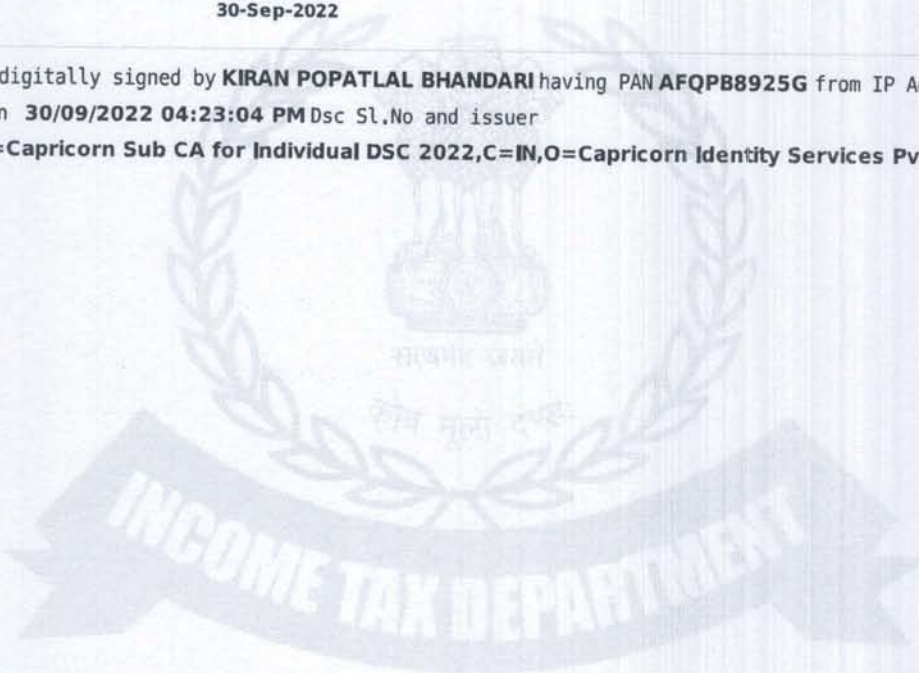 30-Sep-2022
digitally signed by KIRAN POPATLAL BHANDARI having PAN AFQPB8925G from IP A
n 30/09/2022 04:23:04 PM Dsc Sl.No and issuer
=Capricorn Sub CA for Individual DSC 2022,C=IN,O=Capricorn Identity Services Pv
सत्यमेव जयते
कोष मूलो दण्डः
INCOME TAX DEPARTMENT